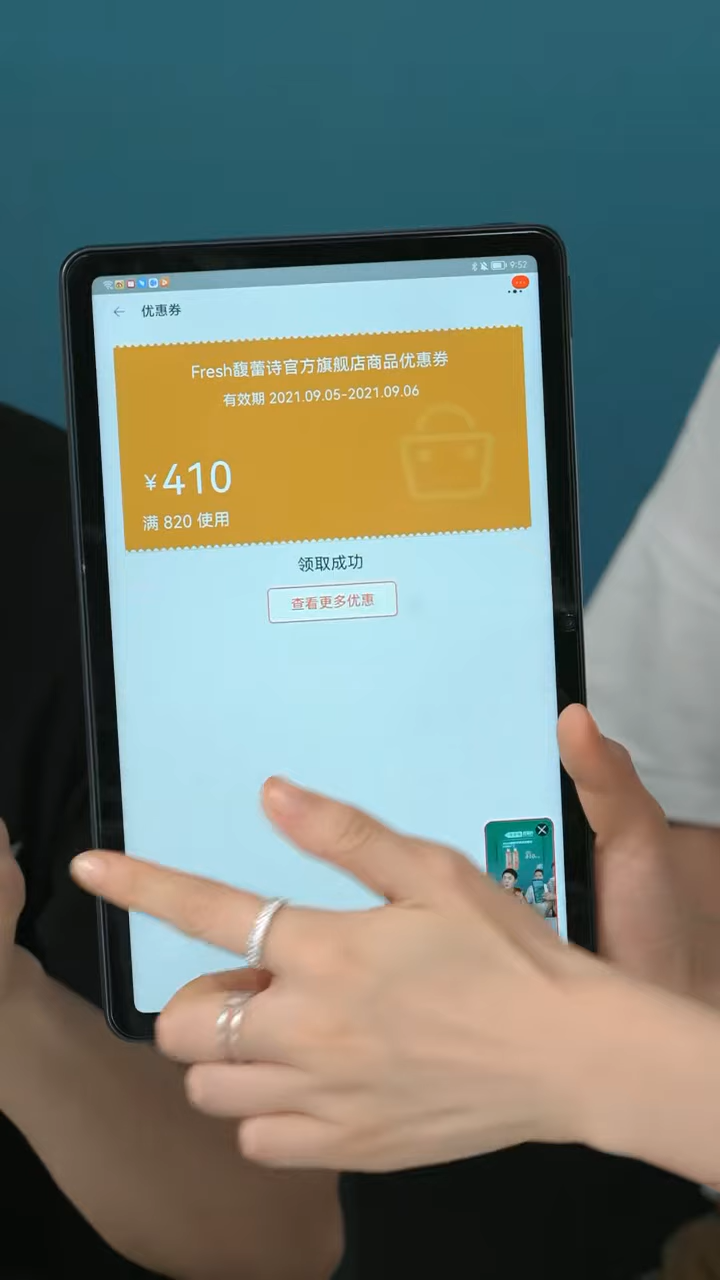 9:52
优惠券
Fresh馥蕾诗官方旗舰店商品优惠券
有效期 2021.09.05-2021.09.06
¥410
满 820 使用
领取成功
查看更多优惠